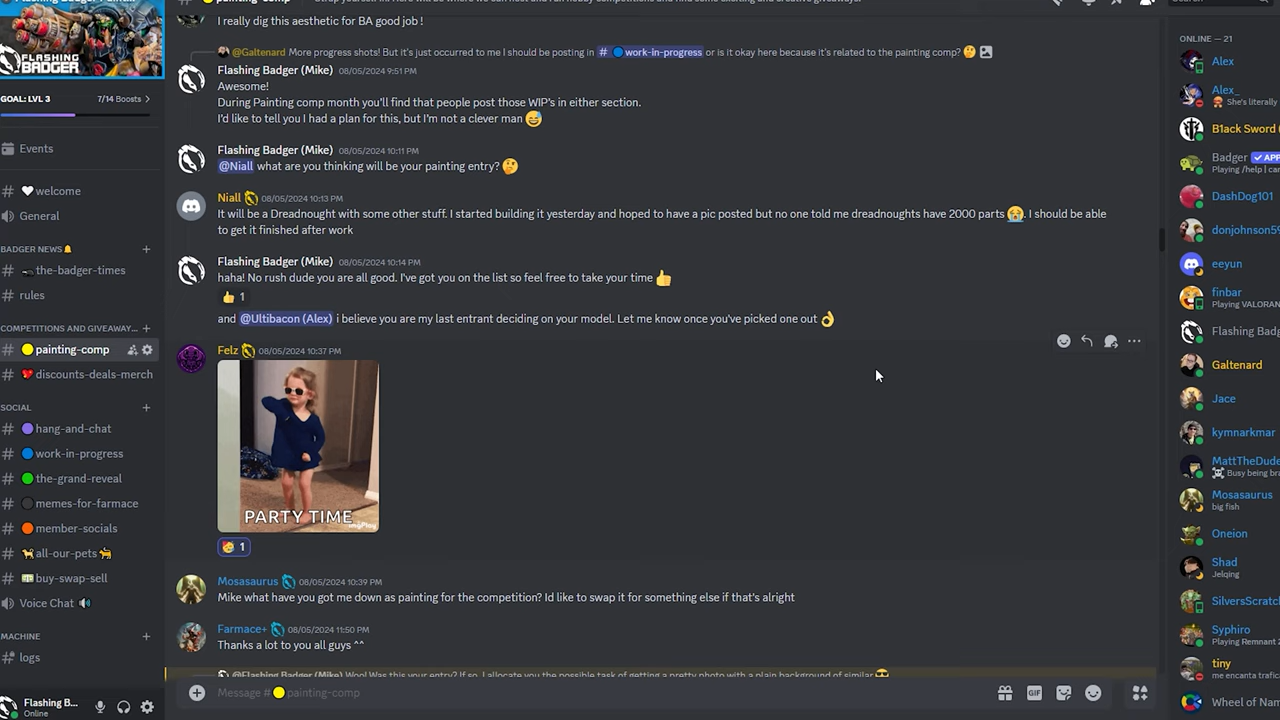 FLASHING
BADGER
GOAL: LVL 3
7/14 Boosts
Events
welcome
General
BADGER NEWS
the-badger-times
rules
COMPETITIONS AND GIVEAWAY...
painting-comp
discounts-deals-merch
SOCIAL
hang-and-chat
work-in-progress
the-grand-reveal
memes-for-farmace
member-socials
all-our-pets
buy-swap-sell
Voice Chat
MACHINE
logs
Flashing B...
Online
I really dig this aesthetic for BA good job !
@Galtenard More progress shots! But it's just occurred to me I should be posting in # work-in-progress or is it okay here because it's related to the painting comp? 🤔
Flashing Badger (Mike) 08/05/2024 9:51 PM
Awesome!
During Painting comp month you'll find that people post those WIP's in either section.
I'd like to tell you I had a plan for this, but I'm not a clever man 😅
Flashing Badger (Mike) 08/05/2024 10:11 PM
@Niall what are you thinking will be your painting entry? 🤔
Niall 08/05/2024 10:13 PM
It will be a Dreadnought with some other stuff. I started building it yesterday and hoped to have a pic posted but no one told me dreadnoughts have 2000 parts 😭. I should be able
to get it finished after work
Flashing Badger (Mike) 08/05/2024 10:14 PM
haha! No rush dude you are all good. I've got you on the list so feel free to take your time 👍
👍 1
and @Ultibacon (Alex) i believe you are my last entrant deciding on your model. Let me know once you've picked one out 👌
Felz 08/05/2024 10:37 PM
PARTY TIME
🥳 1
Mosasaurus 08/05/2024 10:39 PM
Mike what have you got me down as painting for the competition? Id like to swap it for something else if that's alright
Farmace+ 08/05/2024 11:50 PM
Thanks a lot to you all guys ^^
@Flashing Badger (Mike) Woo! Was this your entry? If so, I allocate you the possible task of getting a pretty photo with a plain background of similar 😎
Message # painting-comp
GIF
ONLINE — 21
Alex
Alex_
She's literally
B1ack Sword (
Badger APP
Playing /help | car
DashDog101
donjohnson59
eeyun
finbar
Playing VALORAN
Flashing Badg
Galtenard
Jace
kymnarkmar
MattTheDude
Busy being bra
Mosasaurus
big fish
Oneion
Shad
Jelqing
SilversScratch
Syphiro
Playing Remnant 2
tiny
me encanta trafic
Wheel of Nam